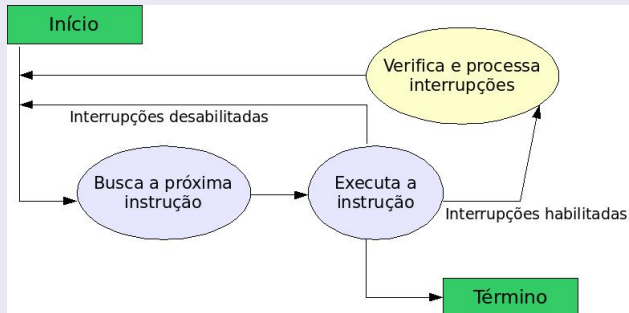 Início
Verifica e processa
interrupções
Interrupções desabilitadas
Busca a próxima
instrução
Executa a
instrução
Interrupções habilitadas
Término